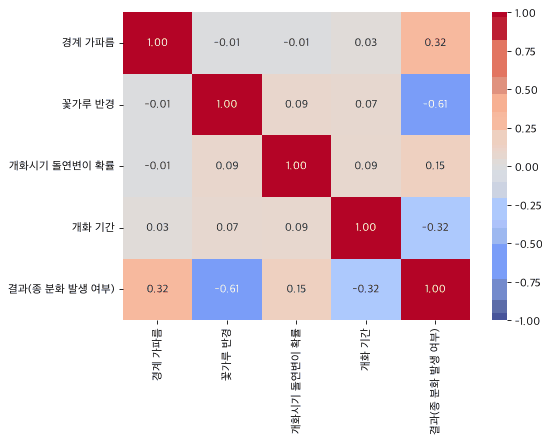 경계 가파름 1.00 -0.01 -0.01 0.03 0.32
꽃가루 반경 -0.01 1.00 0.09 0.07 -0.61
개화시기 돌연변이 확률 -0.01 0.09 1.00 0.09 0.15
개화 기간 0.03 0.07 0.09 1.00 -0.32
결과(종 분화 발생 여부) 0.32 -0.61 0.15 -0.32 1.00
경계 가파름
꽃가루 반경
개화시기 돌연변이 확률
개화 기간
결과(종 분화 발생 여부)
1.00
0.75
0.50
0.25
0.00
-0.25
-0.50
-0.75
-1.00